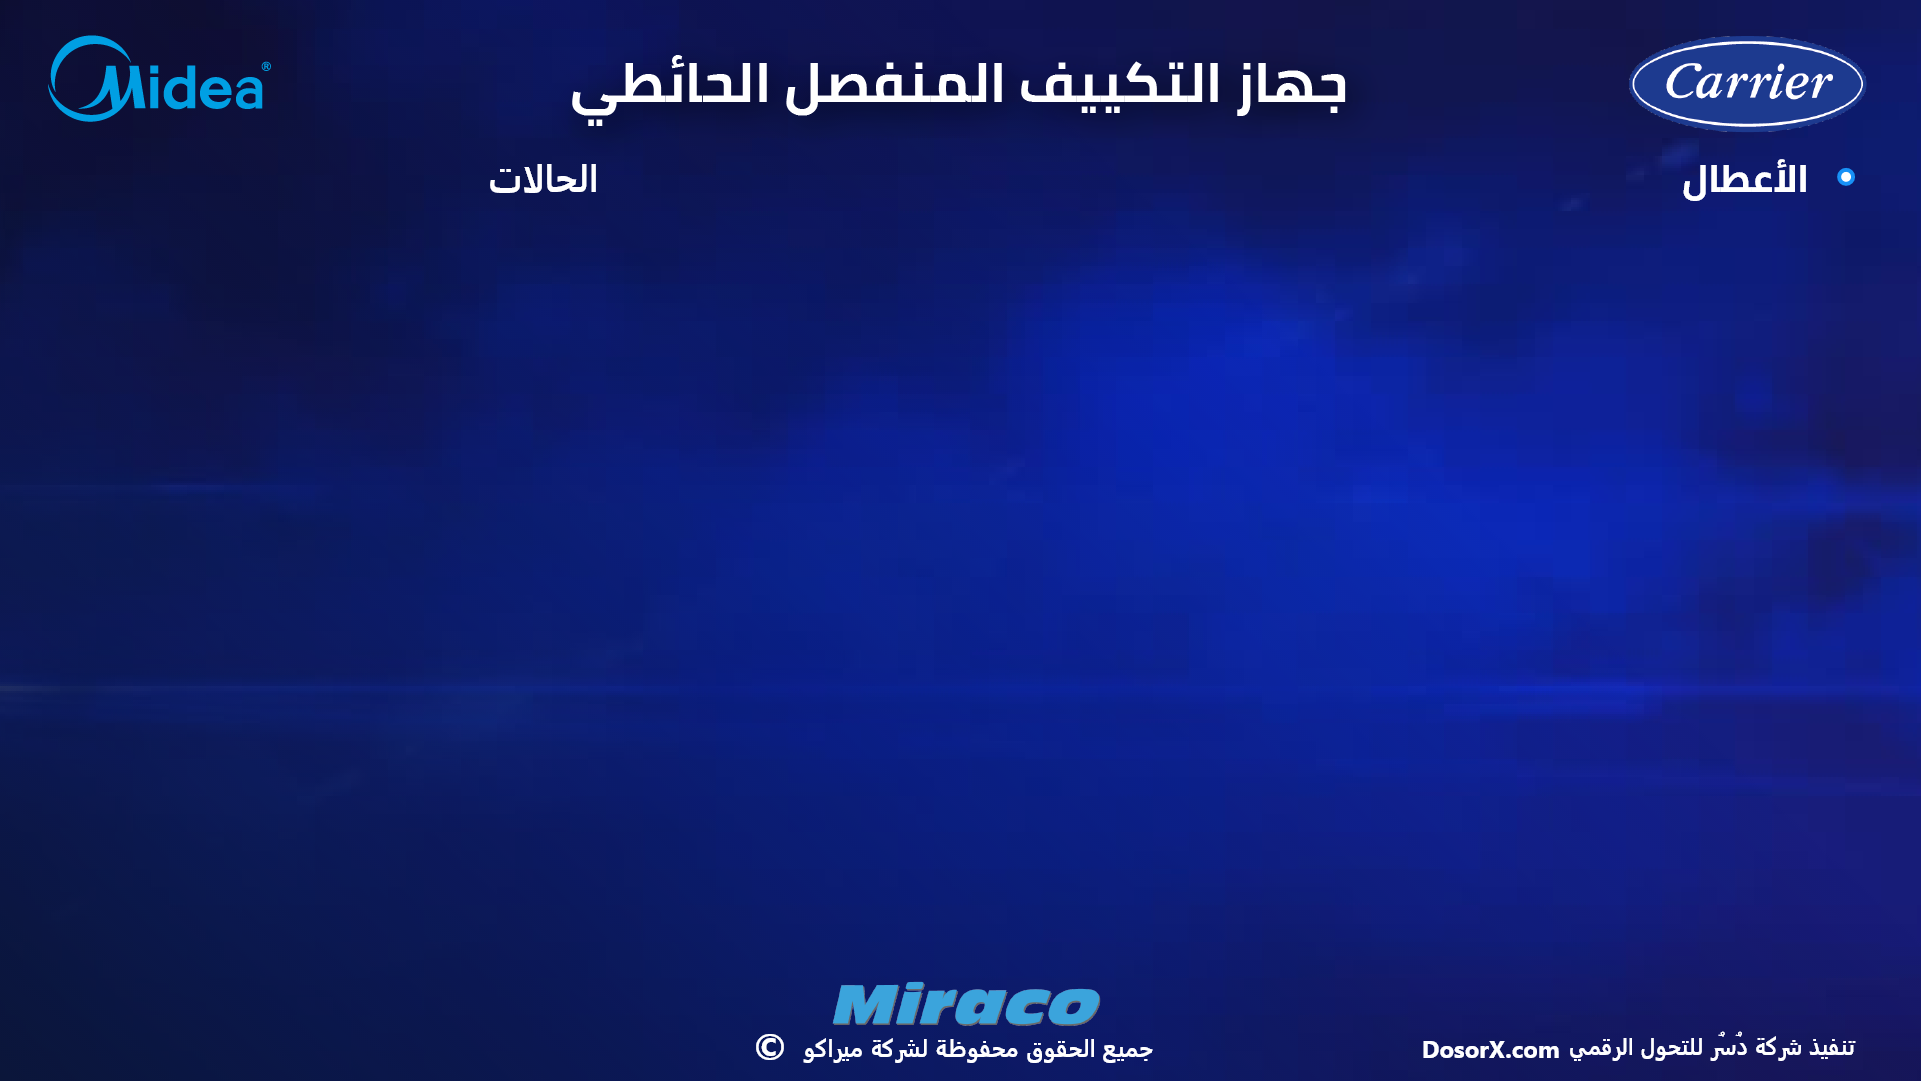 Midea®
جهاز التكييف المنفصل الحائطي
Carrier
الأعطال
الحالات
Miraco
جميع الحقوق محفوظة لشركة ميراكو ©
تنفيذ شركة دُسُر للتحول الرقمي DosorX.com